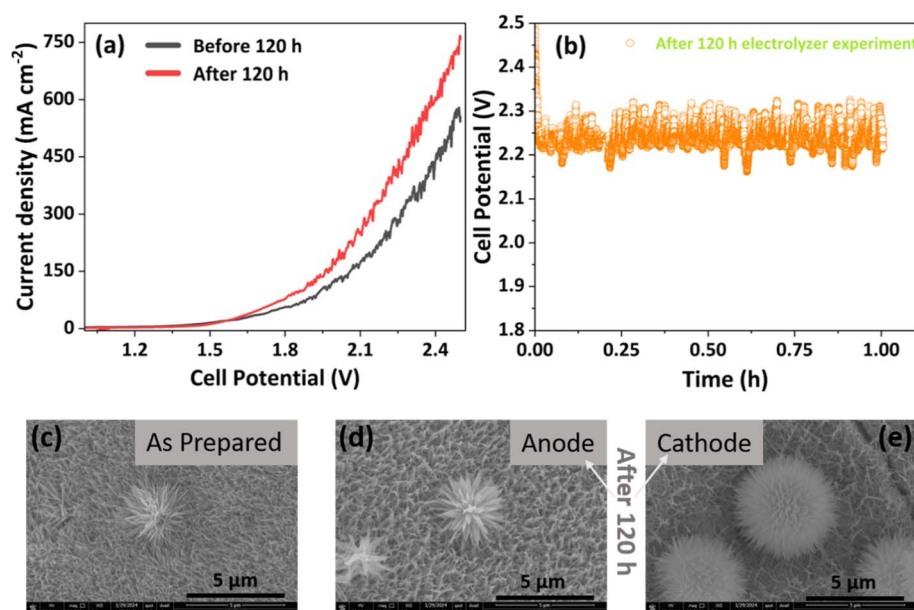 (a)
Before 120 h
After 120 h
Current density (mA cm⁻²)
750
600
450
300
150
0
1.2 1.5 1.8 2.1 2.4
Cell Potential (V)
(b)
After 120 h electrolyzer experiment
Cell Potential (V)
2.5
2.4
2.3
2.2
2.1
2.0
1.9
1.8
0.00 0.25 0.50 0.75 1.00
Time (h)
(c)
As Prepared
5 μm
(d)
Anode
5 μm
After 120 h
Cathode
(e)
5 μm